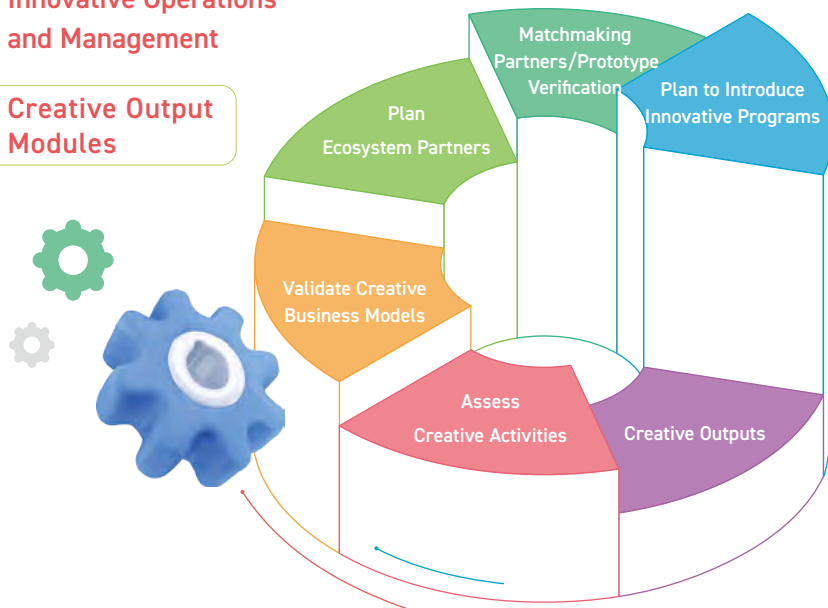 Innovative Operations
and Management
Creative Output
Modules
Matchmaking
Partners/Prototype
Verification
Plan to Introduce
Innovative Programs
Plan
Ecosystem Partners
Validate Creative
Business Models
Assess
Creative Activities
Creative Outputs